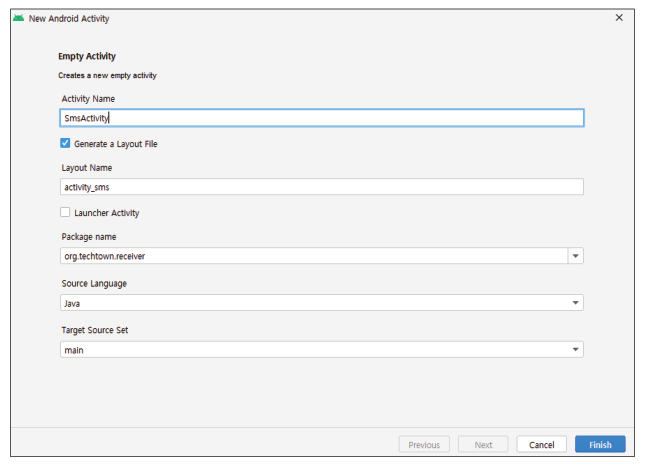 New Android Activity
Empty Activity
Creates a new empty activity
Activity Name
SmsActivity
Generate a Layout File
Layout Name
activity_sms
Launcher Activity
Package name
org.techtown.receiver
Source Language
Java
Target Source Set
main
Previous Next Cancel Finish